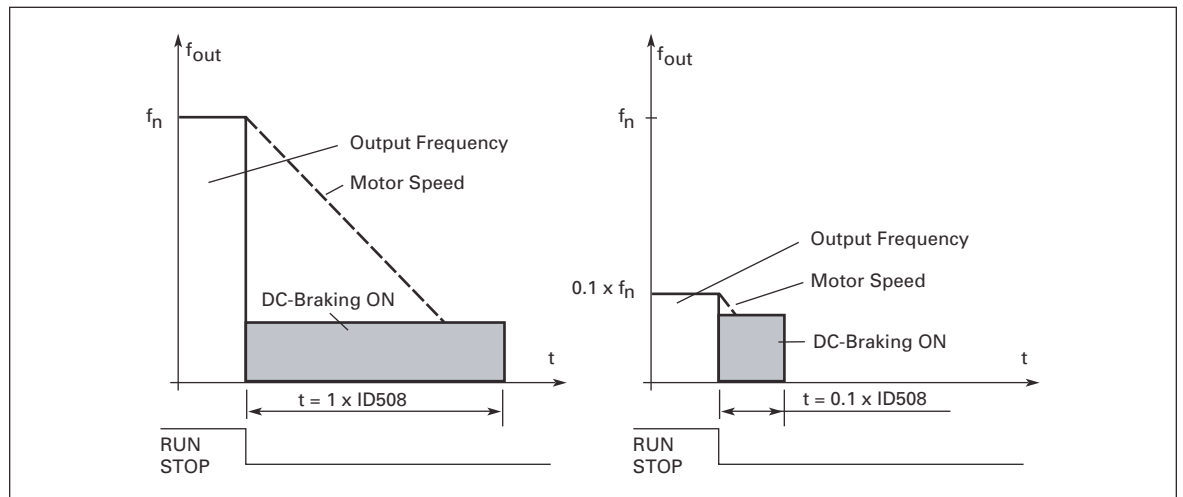 fout
fn
Output Frequency
Motor Speed
DC-Braking ON
t
t = 1 x ID508
RUN
STOP
fout
fn
Output Frequency
0.1 x fn
Motor Speed
DC-Braking ON
t
t = 0.1 x ID508
RUN
STOP